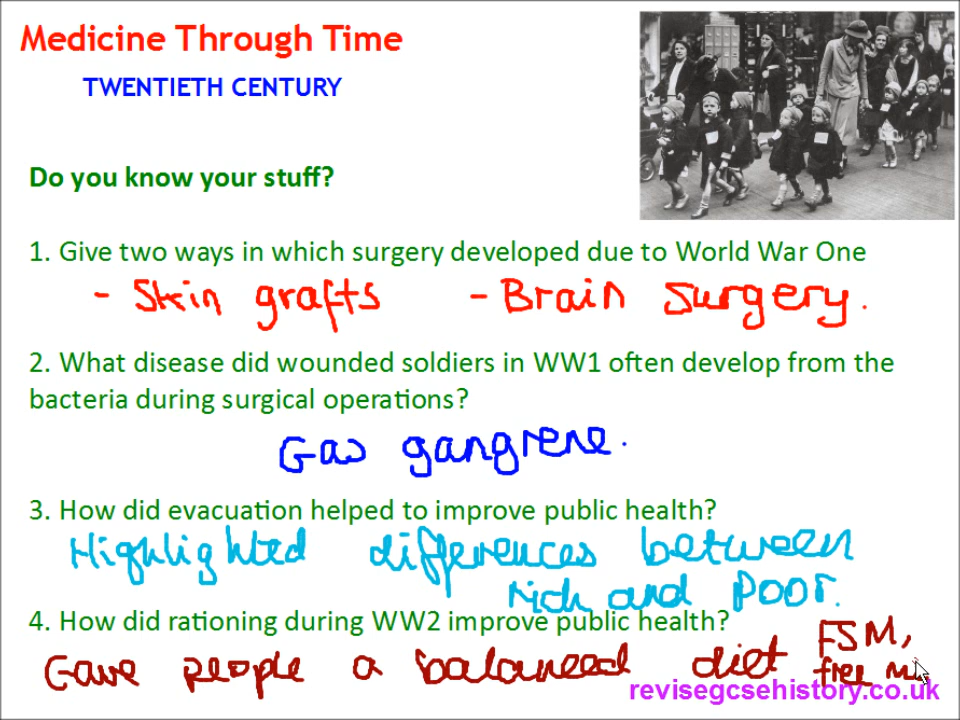 Medicine Through Time
TWENTIETH CENTURY
Do you know your stuff?
1. Give two ways in which surgery developed due to World War One
- Skin grafts - Brain surgery.
2. What disease did wounded soldiers in WW1 often develop from the
bacteria during surgical operations?
Gas gangrene.
3. How did evacuation helped to improve public health?
Highlighted differences between
rich and poor.
4. How did rationing during WW2 improve public health?
Gave people a balanced diet FSM,
free
revisegcsehistory.co.uk